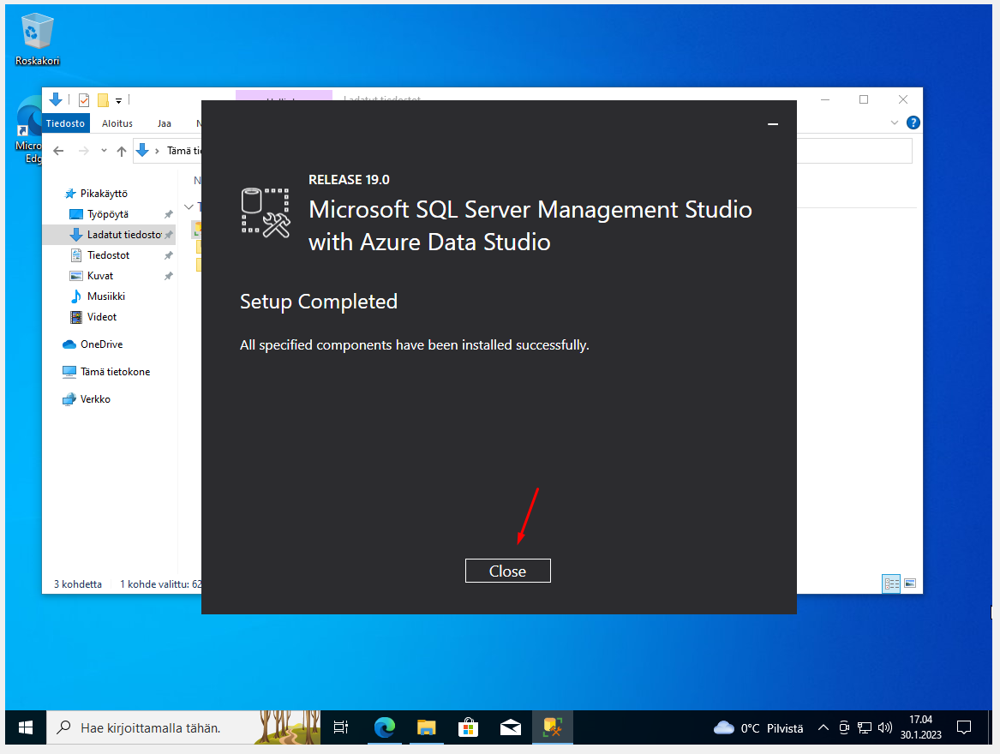 Roskakori
Ladatut tiedostot
Tiedosto
Aloitus
Jaa
Micro
Edg
Tämä tie
Pikakäyttö
Työpöytä
Ladatut tiedostot
Tiedostot
Kuvat
Musiikki
Videot
OneDrive
Tämä tietokone
Verkko
3 kohdetta
1 kohde valittu: 62
RELEASE 19.0
Microsoft SQL Server Management Studio
with Azure Data Studio
Setup Completed
All specified components have been installed successfully.
Close
Hae kirjoittamalla tähän.
0°C Pilvistä
17.04
30.1.2023